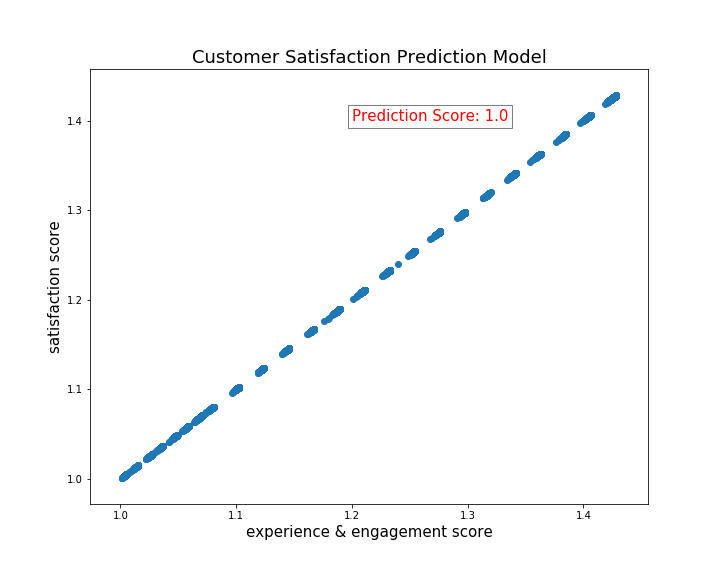 Customer Satisfaction Prediction Model
Prediction Score: 1.0
satisfaction score
1.4
1.3
1.2
1.1
1.0
1.0 1.1 1.2 1.3 1.4
experience & engagement score